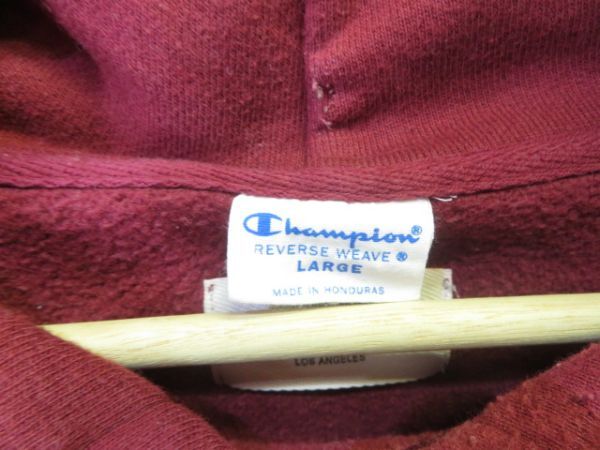 Champion®
REVERSE WEAVE®
LARGE
MADE IN HONDURAS
LOS ANGELES